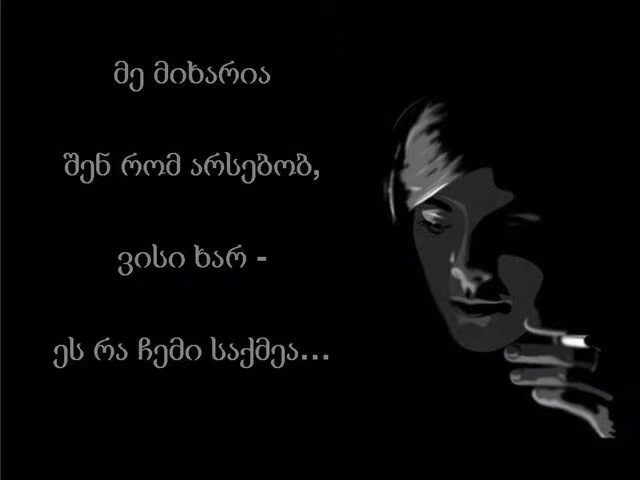 მე მიხარია
შენ რომ არსებობ,
ვისი ხარ -
ეს რა ჩემი საქმეა...